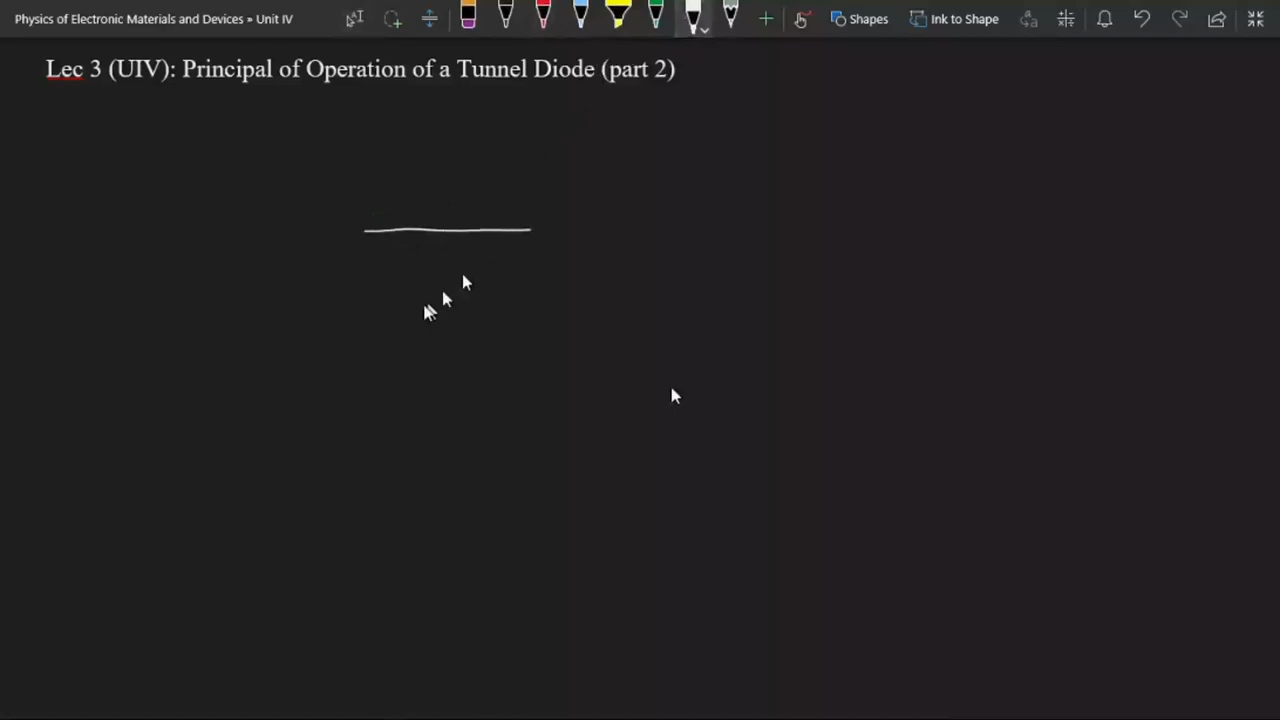 Physics of Electronic Materials and Devices » Unit IV
Shapes
Ink to Shape
Lec 3 (UIV): Principal of Operation of a Tunnel Diode (part 2)